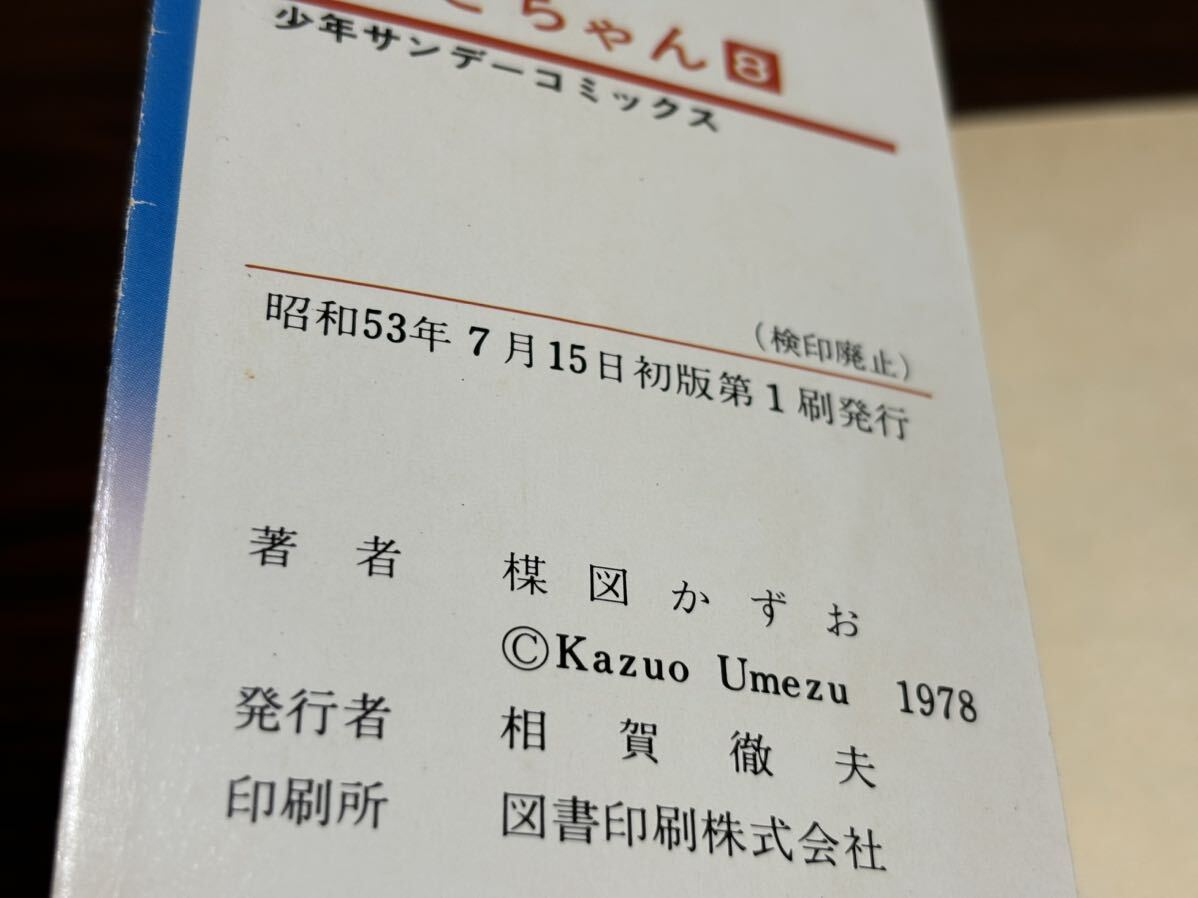 ちゃん8
少年サンデーコミックス
（検印廃止）
昭和53年7月15日初版第1刷発行
著者 楳図かずお
©Kazuo Umezu 1978
発行者 相賀徹夫
印刷所 図書印刷株式会社